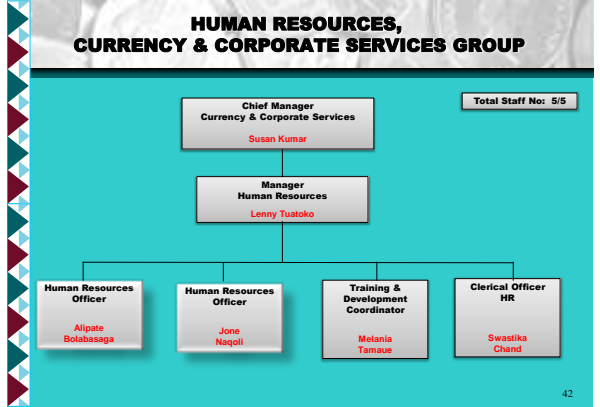 HUMAN RESOURCES,
CURRENCY & CORPORATE SERVICES GROUP
Total Staff No: 5/5
Chief Manager
Currency & Corporate Services
Susan Kumar
Manager
Human Resources
Lenny Tuatoko
Human Resources
Officer
Alipate
Bolabasaga
Human Resources
Officer
Jone
Naqoli
Training &
Development
Coordinator
Melania
Tamaue
Clerical Officer
HR
Swastika
Chand
42